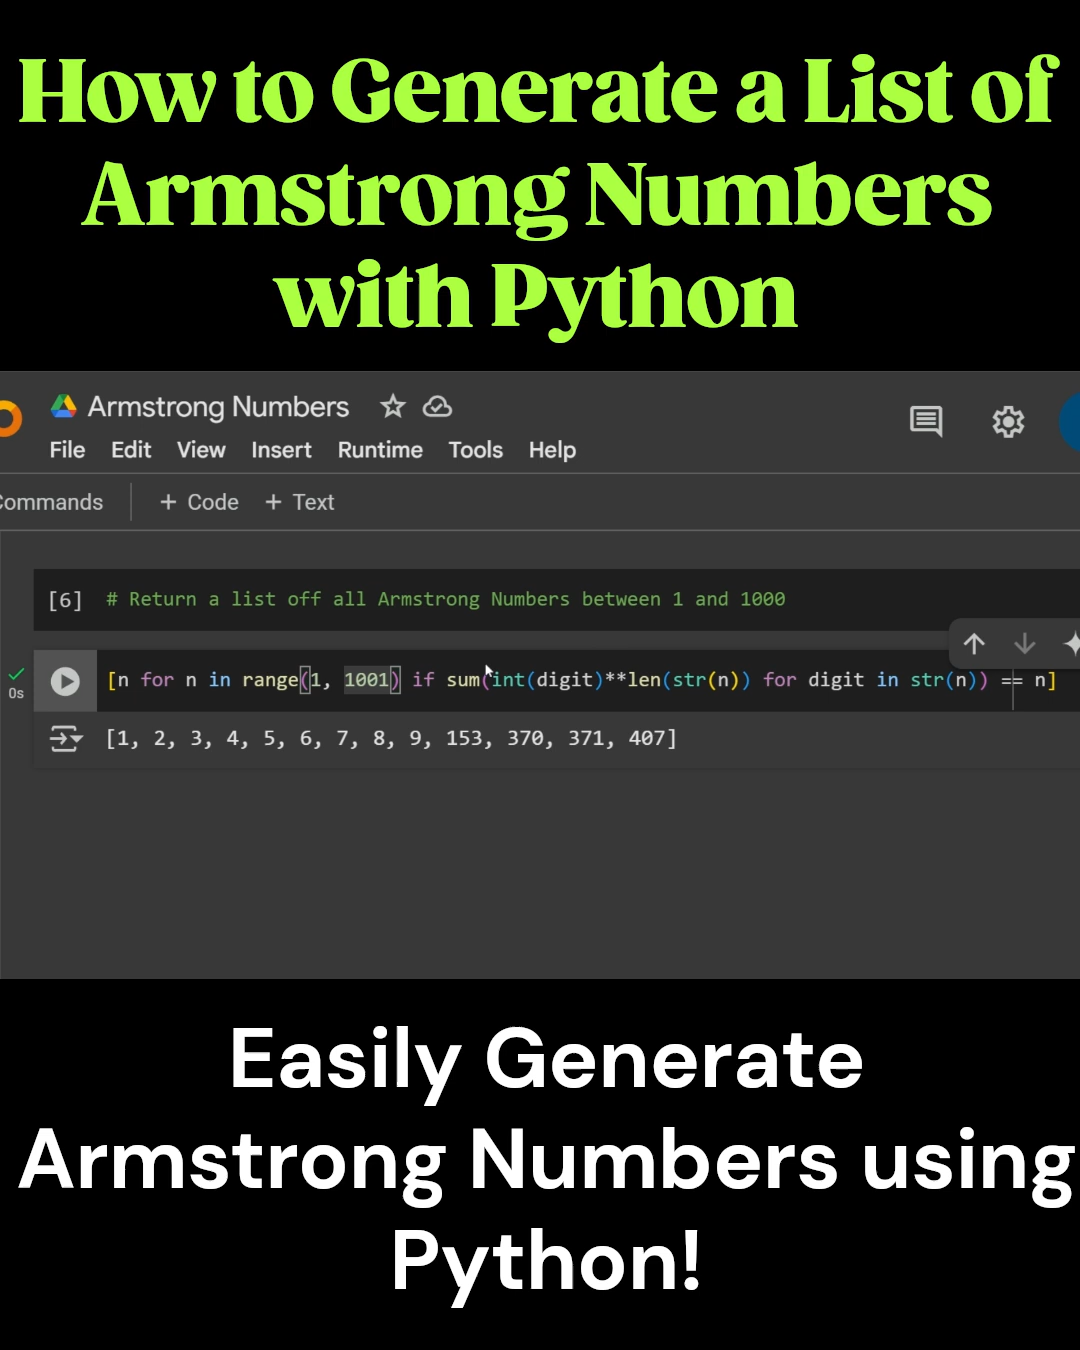 How to Generate a List of
Armstrong Numbers
with Python
Armstrong Numbers
File Edit View Insert Runtime Tools Help
Commands + Code + Text
[6] # Return a list off all Armstrong Numbers between 1 and 1000
[n for n in range(1, 1001) if sum(int(digit)**len(str(n)) for digit in str(n)) == n]
0s
[1, 2, 3, 4, 5, 6, 7, 8, 9, 153, 370, 371, 407]
Easily Generate
Armstrong Numbers using
Python!